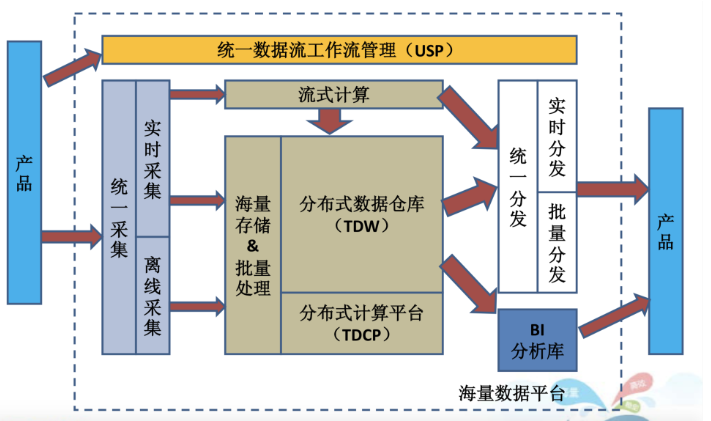 统一数据流工作流管理（USP）
产品
统一采集
实时采集
离线采集
流式计算
海量
存储
&
批量
处理
分布式数据仓库
（TDW）
分布式计算平台
（TDCP）
统一分发
实时分发
批量分发
BI
分析库
产品
海量数据平台